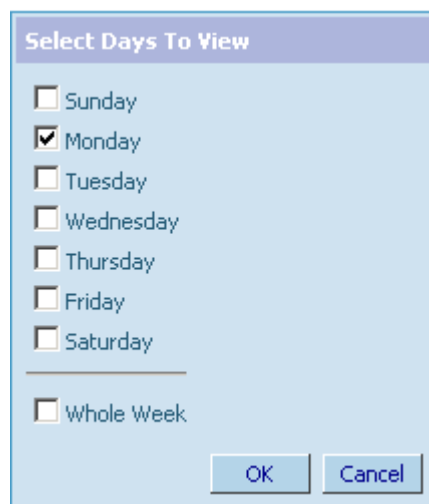 Select Days To View
Sunday
Monday
Tuesday
Wednesday
Thursday
Friday
Saturday
Whole Week
OK Cancel